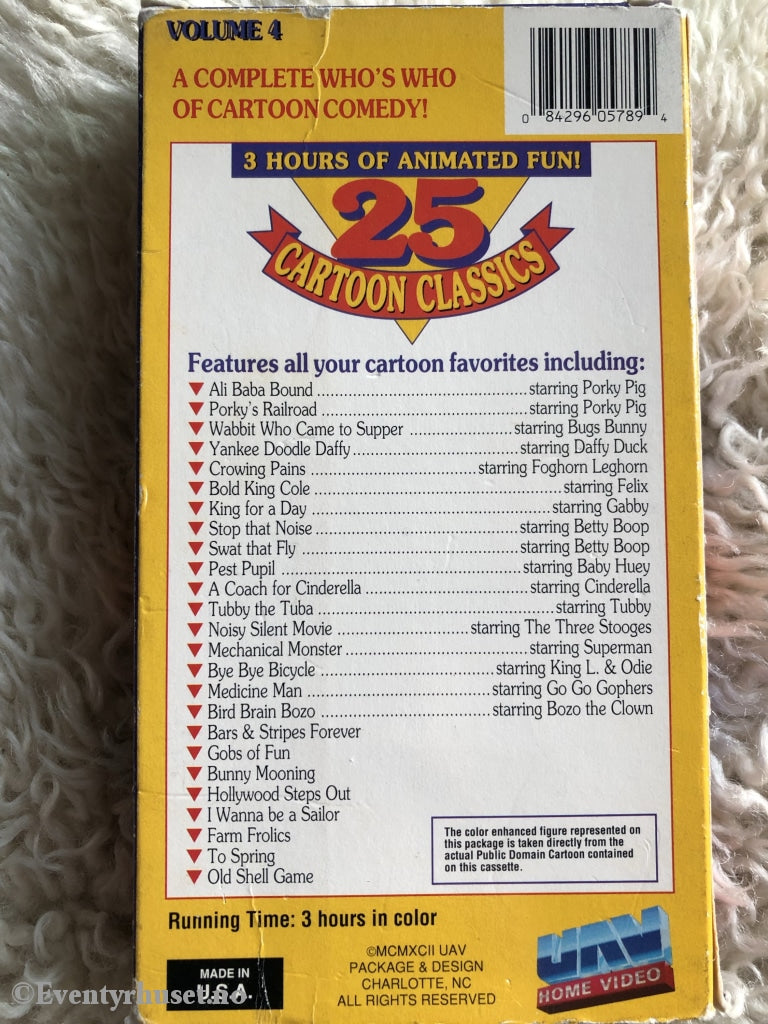 VOLUME 4
A COMPLETE WHO'S WHO
OF CARTOON COMEDY!
0 84296 05789 4
3 HOURS OF ANIMATED FUN!
25
CARTOON CLASSICS
Features all your cartoon favorites including:
▼ Ali Baba Bound ........ starring Porky Pig
▼ Porky's Railroad ........ starring Porky Pig
▼ Wabbit Who Came to Supper ........ starring Bugs Bunny
▼ Yankee Doodle Daffy ........ starring Daffy Duck
▼ Crowing Pains ........ starring Foghorn Leghorn
▼ Bold King Cole ........ starring Felix
▼ King for a Day ........ starring Gabby
▼ Stop that Noise ........ starring Betty Boop
▼ Swat that Fly ........ starring Betty Boop
▼ Pest Pupil ........ starring Baby Huey
▼ A Coach for Cinderella ........ starring Cinderella
▼ Tubby the Tuba ........ starring Tubby
▼ Noisy Silent Movie ........ starring The Three Stooges
▼ Mechanical Monster ........ starring Superman
▼ Bye Bye Bicycle ........ starring King L. & Odie
▼ Medicine Man ........ starring Go Go Gophers
▼ Bird Brain Bozo ........ starring Bozo the Clown
▼ Bars & Stripes Forever
▼ Gobs of Fun
▼ Bunny Mooning
▼ Hollywood Steps Out
▼ I Wanna be a Sailor
▼ Farm Frolics
▼ To Spring
▼ Old Shell Game
The color enhanced figure represented on
this package is taken directly from the
actual Public Domain Cartoon contained
on this cassette.
Running Time: 3 hours in color
MADE IN
U.S.A.
©MCMXCII UAV
PACKAGE & DESIGN
CHARLOTTE, NC
ALL RIGHTS RESERVED
UAV
HOME VIDEO
©Eventyrhuset.no